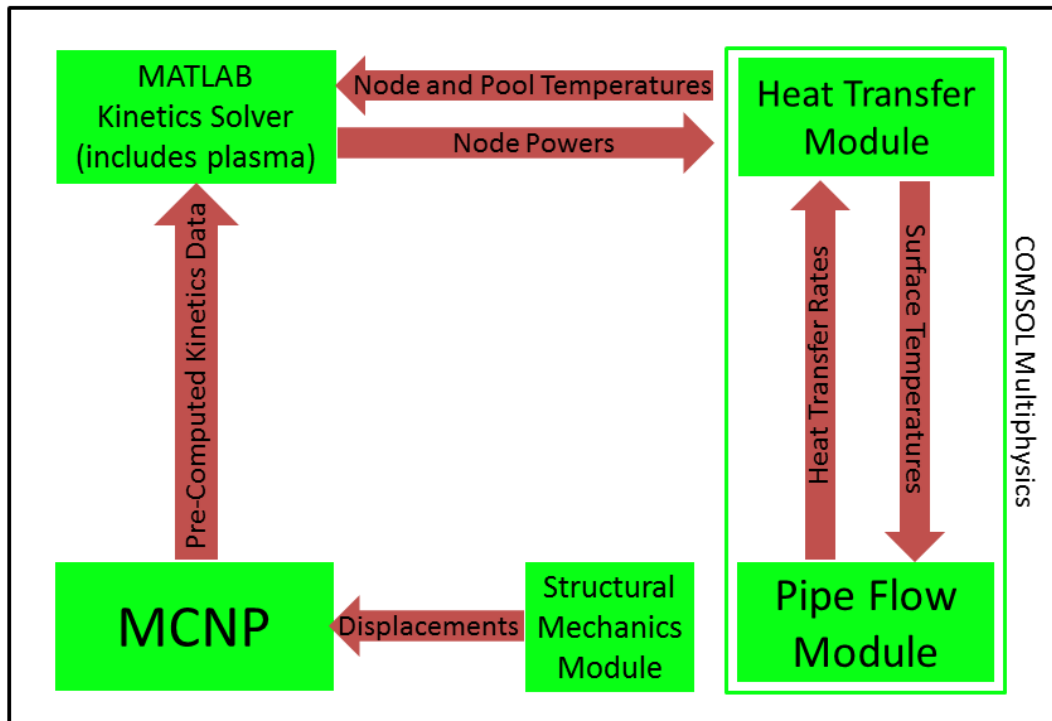 MATLAB
Kinetics Solver
(includes plasma)
Node and Pool Temperatures
Node Powers
Heat Transfer
Module
Pre-Computed Kinetics Data
Heat Transfer Rates
Surface Temperatures
COMSOL Multiphysics
MCNP
Displacements
Structural
Mechanics
Module
Pipe Flow
Module